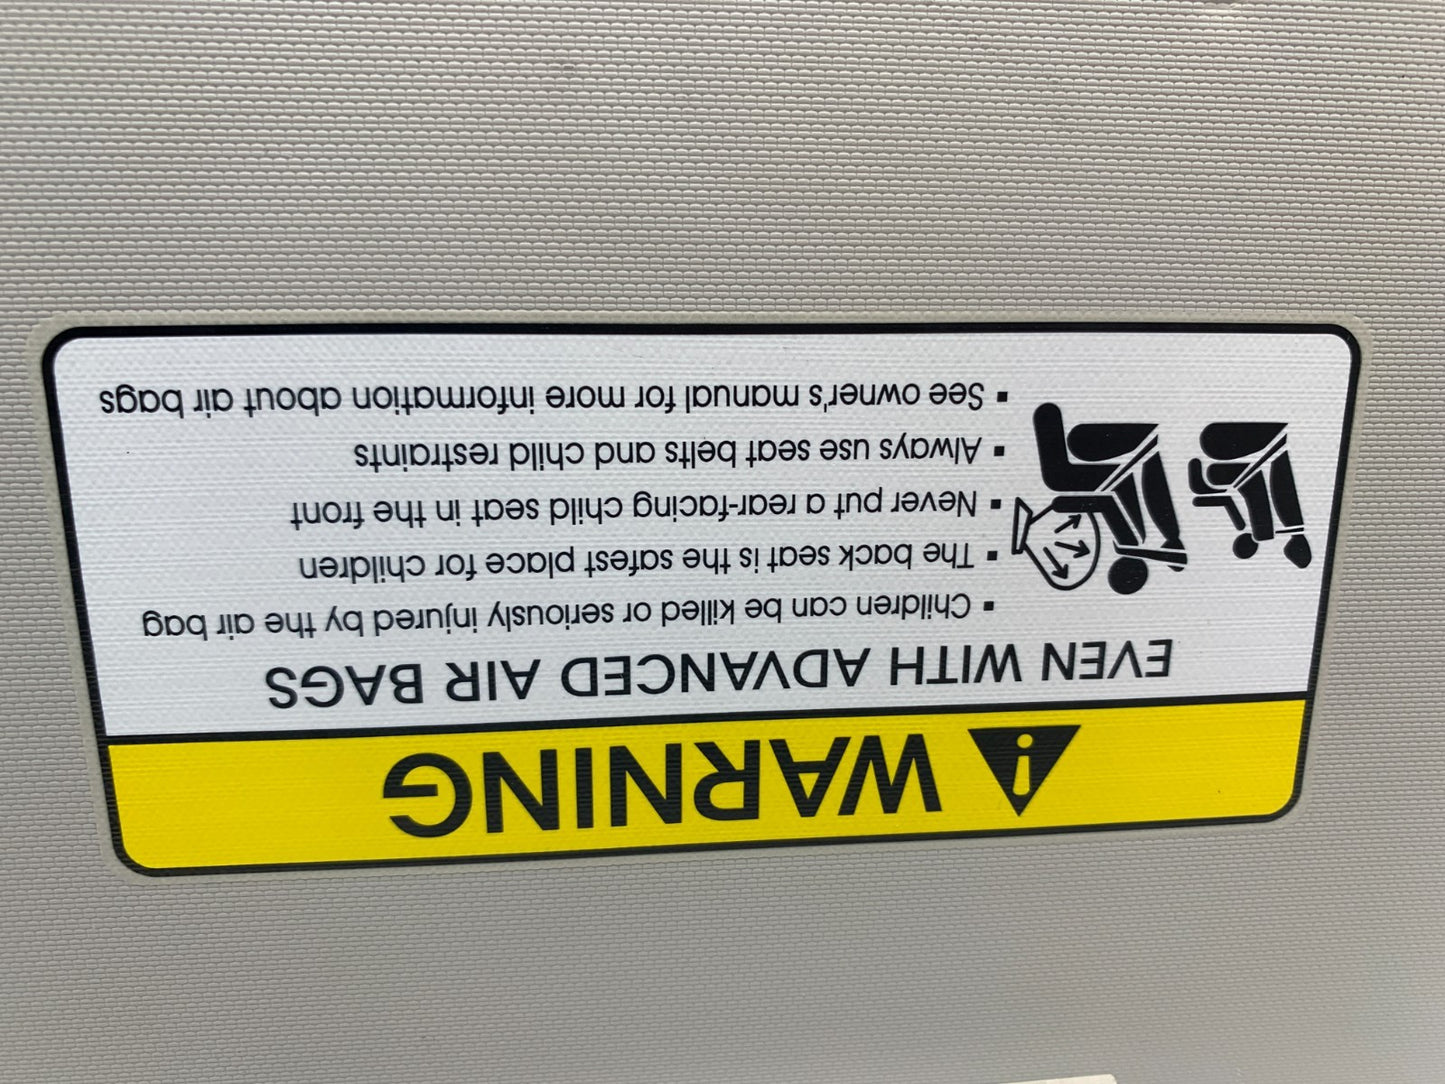 WARNING
EVEN WITH ADVANCED AIR BAGS
▪ Children can be killed or seriously injured by the air bag
▪ The back seat is the safest place for children
▪ Never put a rear-facing child seat in the front
▪ Always use seat belts and child restraints
▪ See owner's manual for more information about air bags